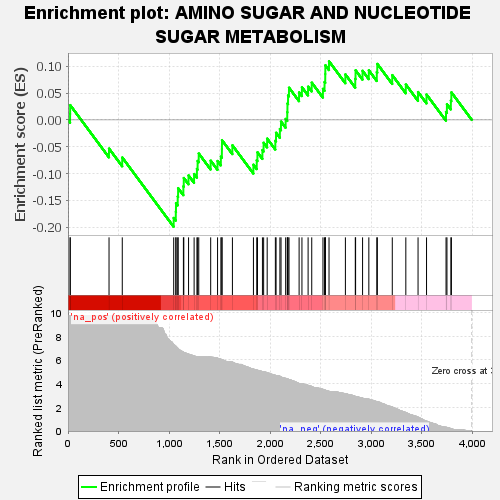 Enrichment plot: AMINO SUGAR AND NUCLEOTIDE
SUGAR METABOLISM
Enrichment score (ES)
0.10
0.05
0.00
-0.05
-0.10
-0.15
-0.20
'na_pos' (positively correlated)
Ranked list metric (PreRanked)
10
8
6
4
2
0
Zero cross at 3
'na_neg' (negatively correlated)
0
500
1,000
1,500
2,000
2,500
3,000
3,500
4,000
Rank in Ordered Dataset
Enrichment profile
Hits
Ranking metric scores